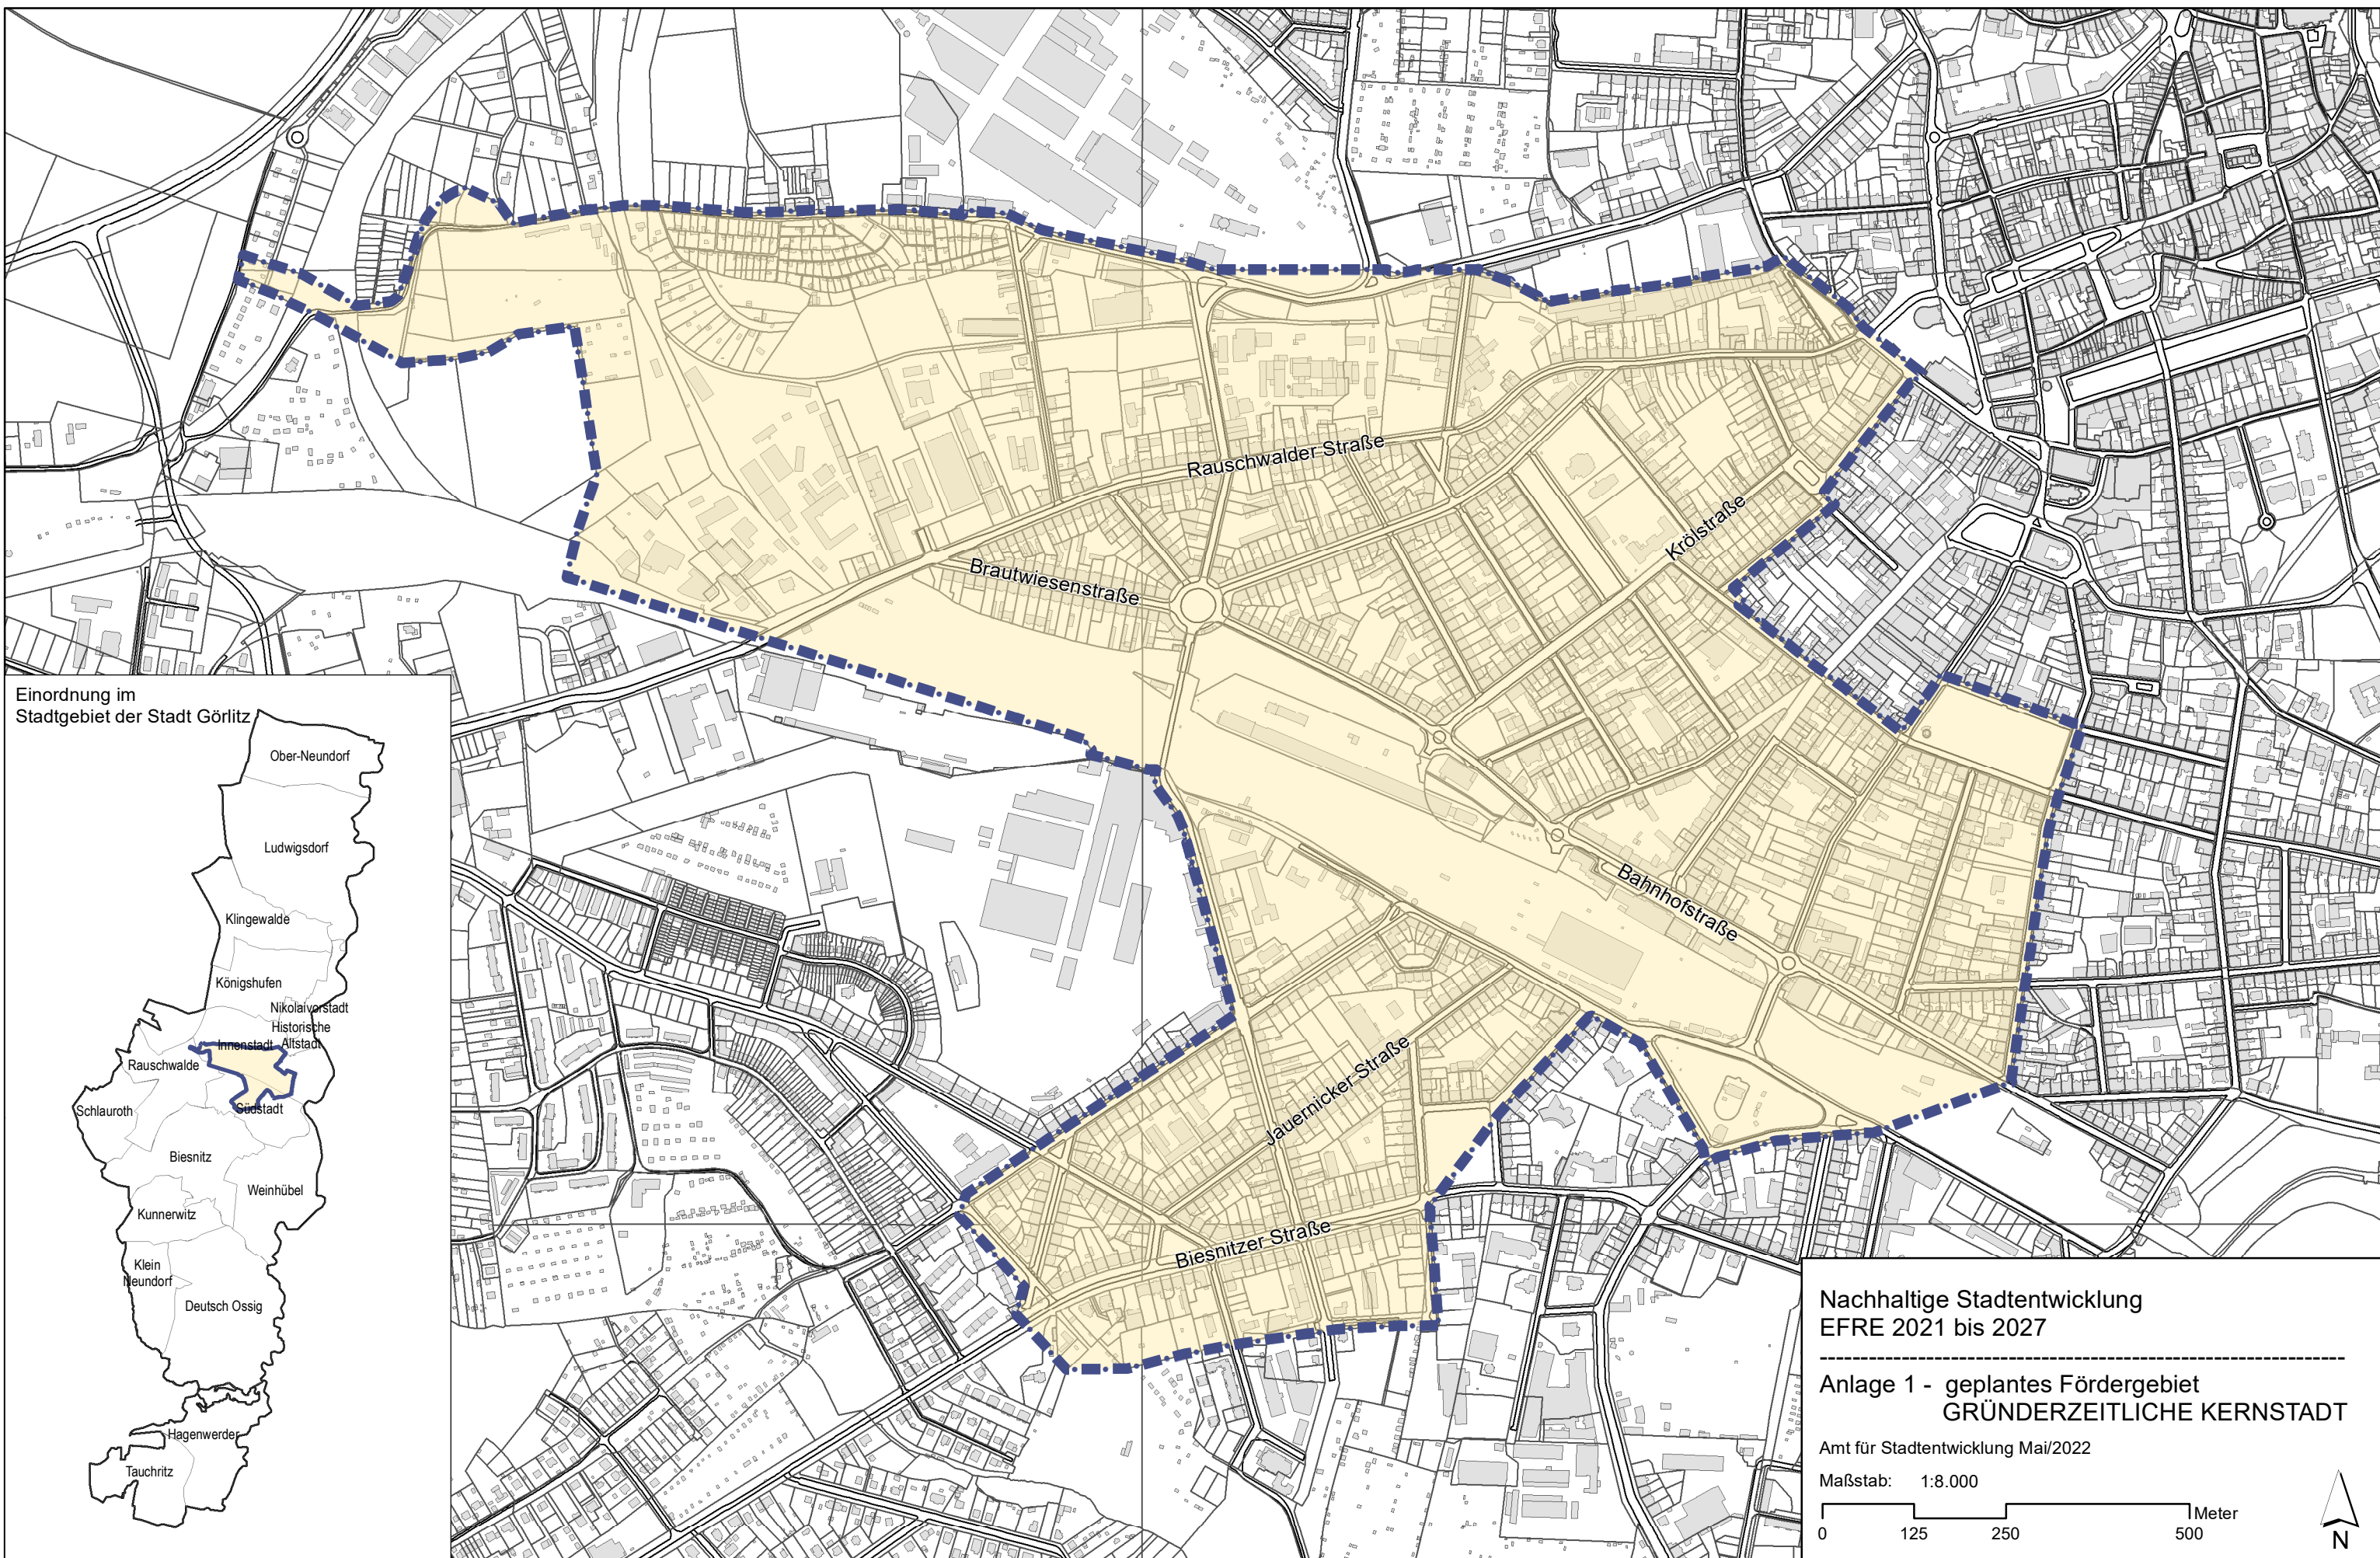 Rauschwalder Straße
Krölstraße
Brautwiesenstraße
Bahnhofstraße
Jauernicker Straße
Biesnitzer Straße
Einordnung im
Stadtgebiet der Stadt Görlitz
Ober-Neundorf
Ludwigsdorf
Klingewalde
Königshufen
Nikolaivorstadt
Historische
Altstadt
Innenstadt
Rauschwalde
Schlauroth
Südstadt
Biesnitz
Weinhübel
Kunnerwitz
Klein
Neundorf
Deutsch Ossig
Hagenwerder
Tauchritz
Nachhaltige Stadtentwicklung
EFRE 2021 bis 2027
Anlage 1 - geplantes Fördergebiet
GRÜNDERZEITLICHE KERNSTADT
Amt für Stadtentwicklung Mai/2022
Maßstab: 1:8.000
Meter
0 125 250 500
N